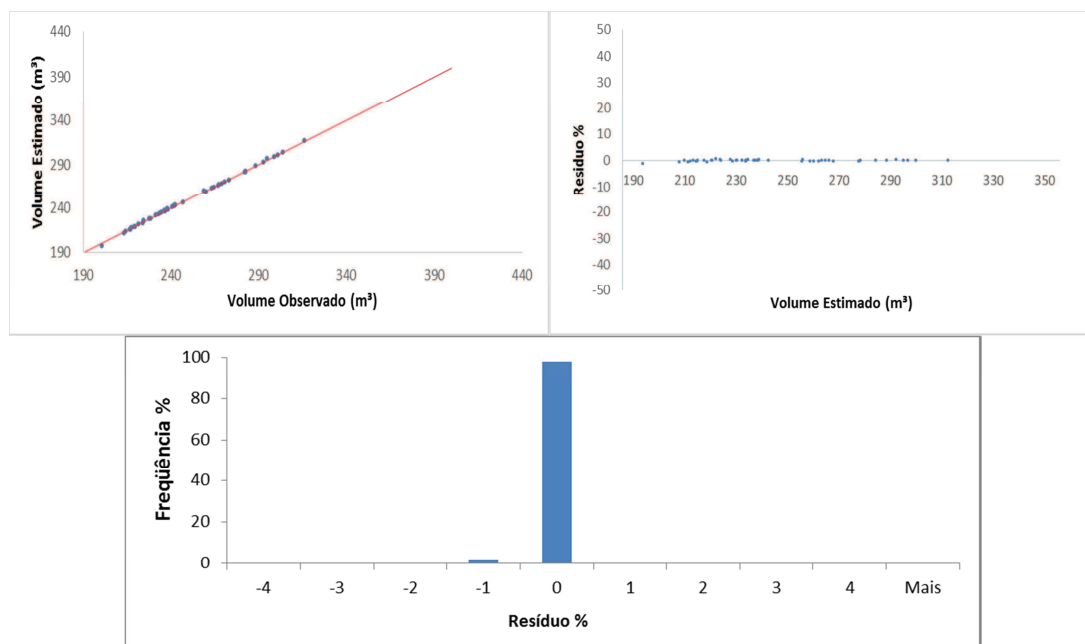 440
390
340
290
240
190
Volume Estimado (m³)
190 240 290 340 390 440
Volume Observado (m³)
50
40
30
20
10
0
-10
-20
-30
-40
-50
Resíduo %
190 210 230 250 270 290 310 330 350
Volume Estimado (m³)
100
80
60
40
20
0
Freqüência %
-4 -3 -2 -1 0 1 2 3 4 Mais
Resíduo %